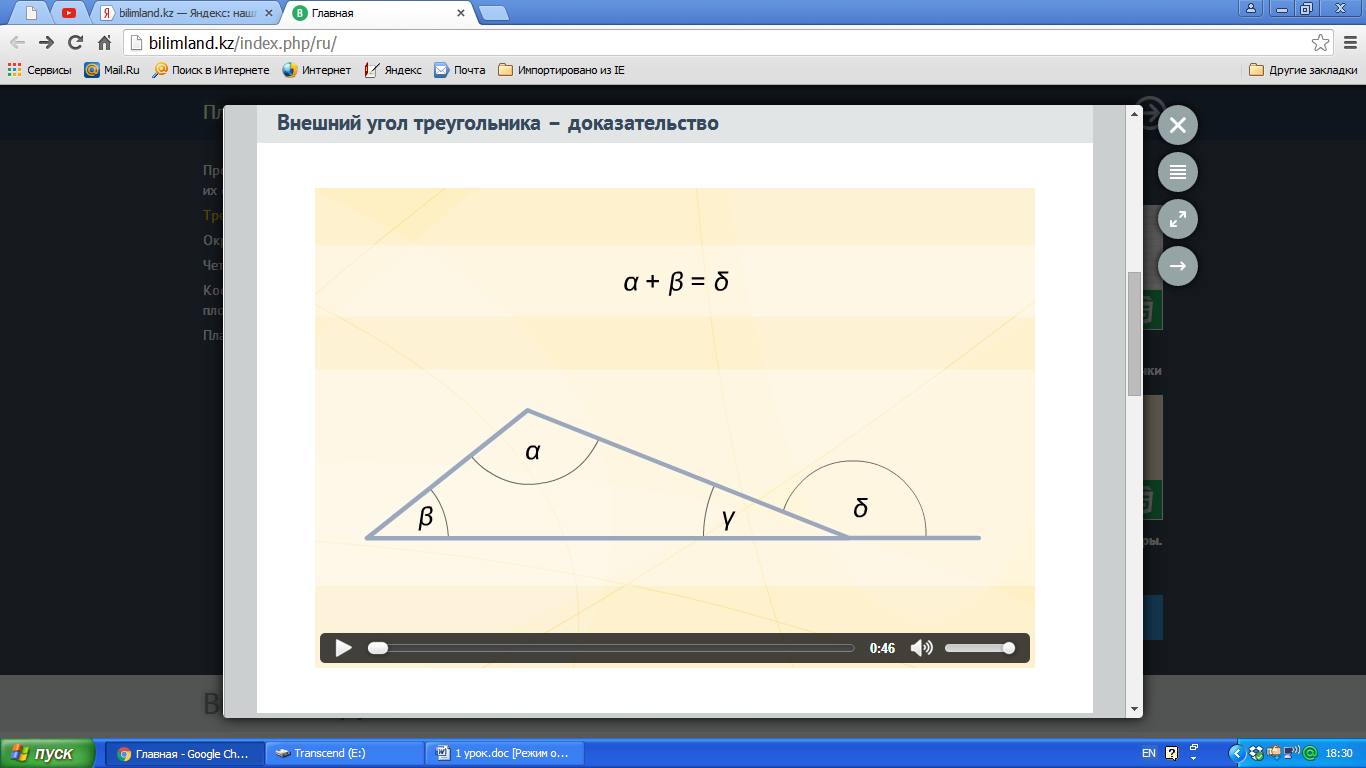 bilimland.kz — Яндекс: наш
Главная
bilimland.kz/index.php/ru/
Сервисы
Mail.Ru
Поиск в Интернете
Интернет
Яндекс
Почта
Импортировано из IE
Другие закладки
Внешний угол треугольника – доказательство
α + β = δ
α
β
γ
δ
0:46
пуск
Главная - Google Ch...
Transcend (E:)
1 урок.doc [Режим о...
EN
18:30